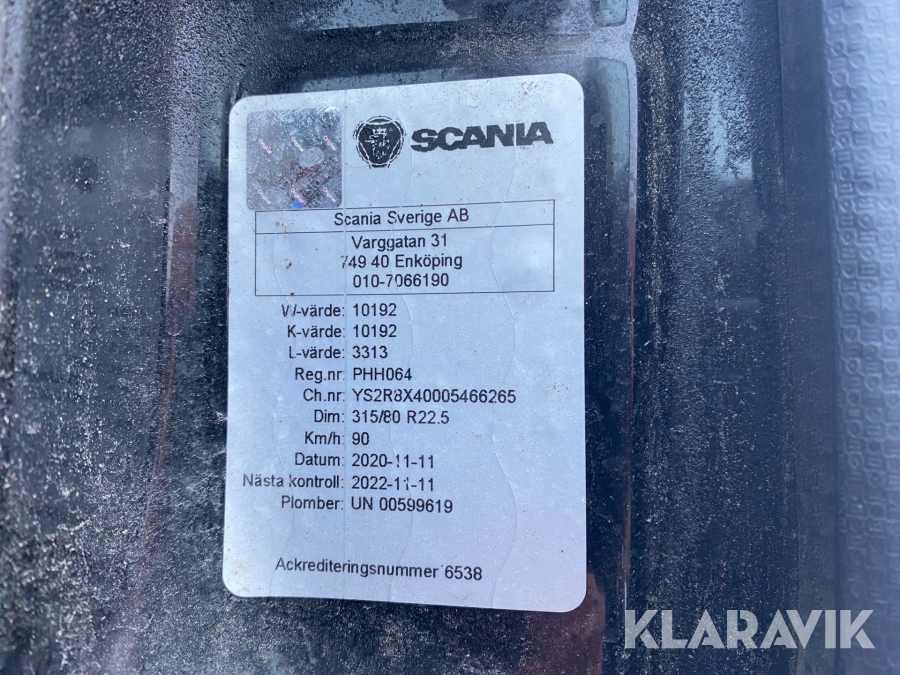 SCANIA
Scania Sverige AB
Varggatan 31
749 40 Enköping
010-7066190
W-värde: 10192
K-värde: 10192
L-värde: 3313
Reg.nr: PHH064
Ch.nr: YS2R8X40005466265
Dim: 315/80 R22.5
Km/h: 90
Datum: 2020-11-11
Nästa kontroll: 2022-11-11
Plomber: UN 00599619
Ackrediteringsnummer 6538
KLARAVIK